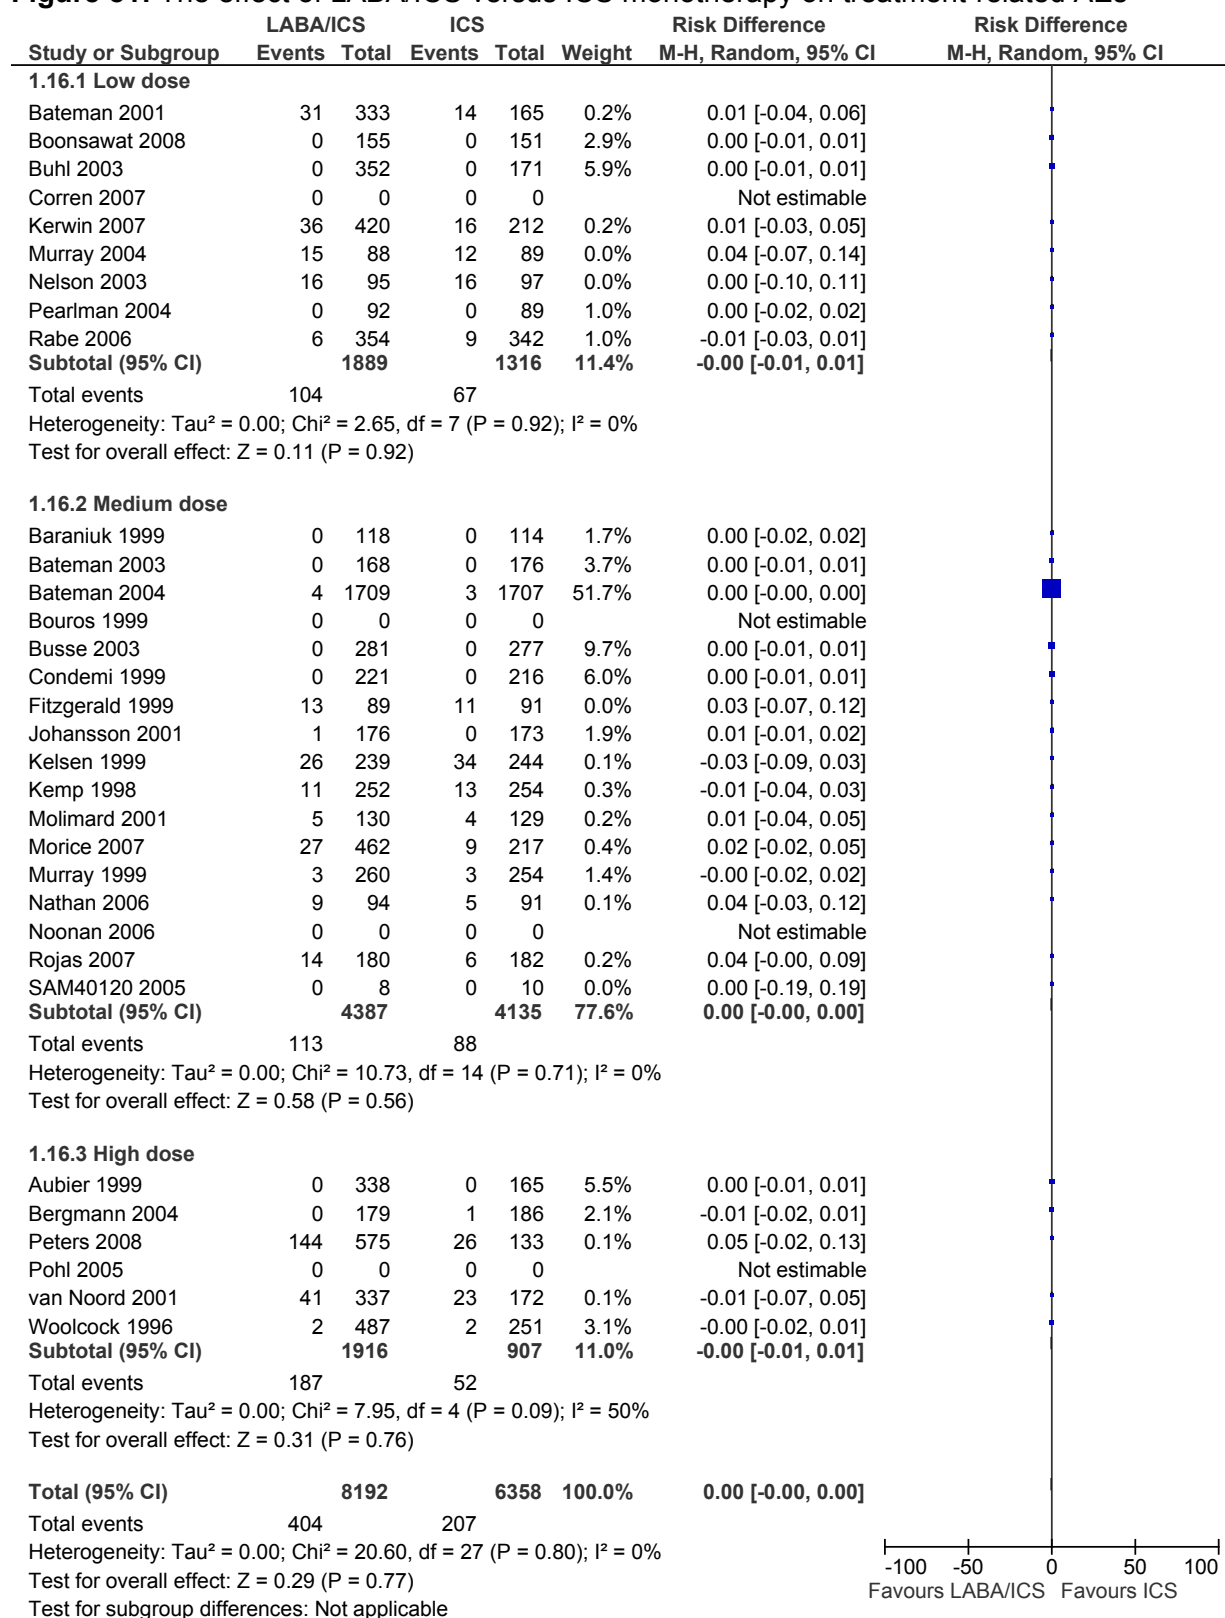 LABA/ICS ICS Risk Difference Risk Difference
Study or Subgroup Events Total Events Total Weight M-H, Random, 95% CI M-H, Random, 95% CI
1.16.1 Low dose
Bateman 2001 31 333 14 165 0.2% 0.01 [-0.04, 0.06]
Boonsawat 2008 0 155 0 151 2.9% 0.00 [-0.01, 0.01]
Buhl 2003 0 352 0 171 5.9% 0.00 [-0.01, 0.01]
Corren 2007 0 0 0 0 Not estimable
Kerwin 2007 36 420 16 212 0.2% 0.01 [-0.03, 0.05]
Murray 2004 15 88 12 89 0.0% 0.04 [-0.07, 0.14]
Nelson 2003 16 95 16 97 0.0% 0.00 [-0.10, 0.11]
Pearlman 2004 0 92 0 89 1.0% 0.00 [-0.02, 0.02]
Rabe 2006 6 354 9 342 1.0% -0.01 [-0.03, 0.01]
Subtotal (95% CI) 1889 1316 11.4% -0.00 [-0.01, 0.01]
Total events 104 67
Heterogeneity: Tau² = 0.00; Chi² = 2.65, df = 7 (P = 0.92); I² = 0%
Test for overall effect: Z = 0.11 (P = 0.92)
1.16.2 Medium dose
Baraniuk 1999 0 118 0 114 1.7% 0.00 [-0.02, 0.02]
Bateman 2003 0 168 0 176 3.7% 0.00 [-0.01, 0.01]
Bateman 2004 4 1709 3 1707 51.7% 0.00 [-0.00, 0.00]
Bouros 1999 0 0 0 0 Not estimable
Busse 2003 0 281 0 277 9.7% 0.00 [-0.01, 0.01]
Condemi 1999 0 221 0 216 6.0% 0.00 [-0.01, 0.01]
Fitzgerald 1999 13 89 11 91 0.0% 0.03 [-0.07, 0.12]
Johansson 2001 1 176 0 173 1.9% 0.01 [-0.01, 0.02]
Kelsen 1999 26 239 34 244 0.1% -0.03 [-0.09, 0.03]
Kemp 1998 11 252 13 254 0.3% -0.01 [-0.04, 0.03]
Molimard 2001 5 130 4 129 0.2% 0.01 [-0.04, 0.05]
Morice 2007 27 462 9 217 0.4% 0.02 [-0.02, 0.05]
Murray 1999 3 260 3 254 1.4% -0.00 [-0.02, 0.02]
Nathan 2006 9 94 5 91 0.1% 0.04 [-0.03, 0.12]
Noonan 2006 0 0 0 0 Not estimable
Rojas 2007 14 180 6 182 0.2% 0.04 [-0.00, 0.09]
SAM40120 2005 0 8 0 10 0.0% 0.00 [-0.19, 0.19]
Subtotal (95% CI) 4387 4135 77.6% 0.00 [-0.00, 0.00]
Total events 113 88
Heterogeneity: Tau² = 0.00; Chi² = 10.73, df = 14 (P = 0.71); I² = 0%
Test for overall effect: Z = 0.58 (P = 0.56)
1.16.3 High dose
Aubier 1999 0 338 0 165 5.5% 0.00 [-0.01, 0.01]
Bergmann 2004 0 179 1 186 2.1% -0.01 [-0.02, 0.01]
Peters 2008 144 575 26 133 0.1% 0.05 [-0.02, 0.13]
Pohl 2005 0 0 0 0 Not estimable
van Noord 2001 41 337 23 172 0.1% -0.01 [-0.07, 0.05]
Woolcock 1996 2 487 2 251 3.1% -0.00 [-0.02, 0.01]
Subtotal (95% CI) 1916 907 11.0% -0.00 [-0.01, 0.01]
Total events 187 52
Heterogeneity: Tau² = 0.00; Chi² = 7.95, df = 4 (P = 0.09); I² = 50%
Test for overall effect: Z = 0.31 (P = 0.76)
Total (95% CI) 8192 6358 100.0% 0.00 [-0.00, 0.00]
Total events 404 207
Heterogeneity: Tau² = 0.00; Chi² = 20.60, df = 27 (P = 0.80); I² = 0%
Test for overall effect: Z = 0.29 (P = 0.77)
Test for subgroup differences: Not applicable
-100 -50 0 50 100
Favours LABA/ICS Favours ICS